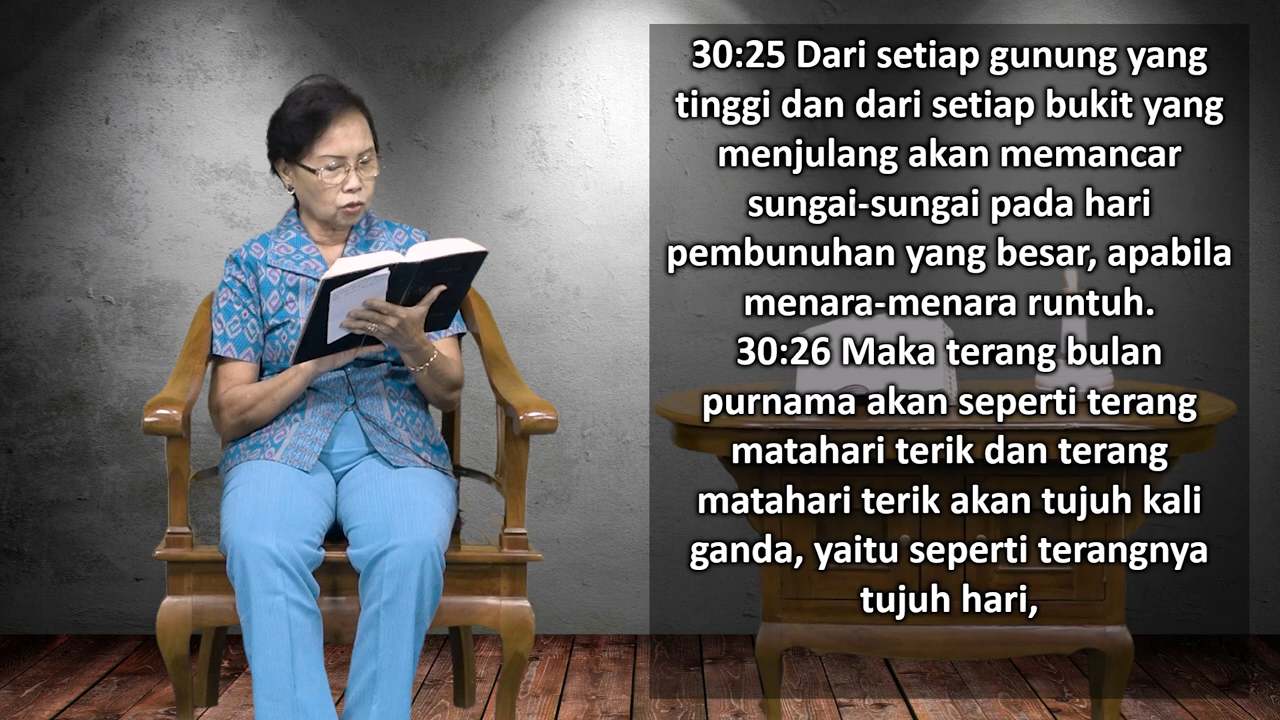 30:25 Dari setiap gunung yang
tinggi dan dari setiap bukit yang
menjulang akan memancar
sungai-sungai pada hari
pembunuhan yang besar, apabila
menara-menara runtuh.
30:26 Maka terang bulan
purnama akan seperti terang
matahari terik dan terang
matahari terik akan tujuh kali
ganda, yaitu seperti terangnya
tujuh hari,